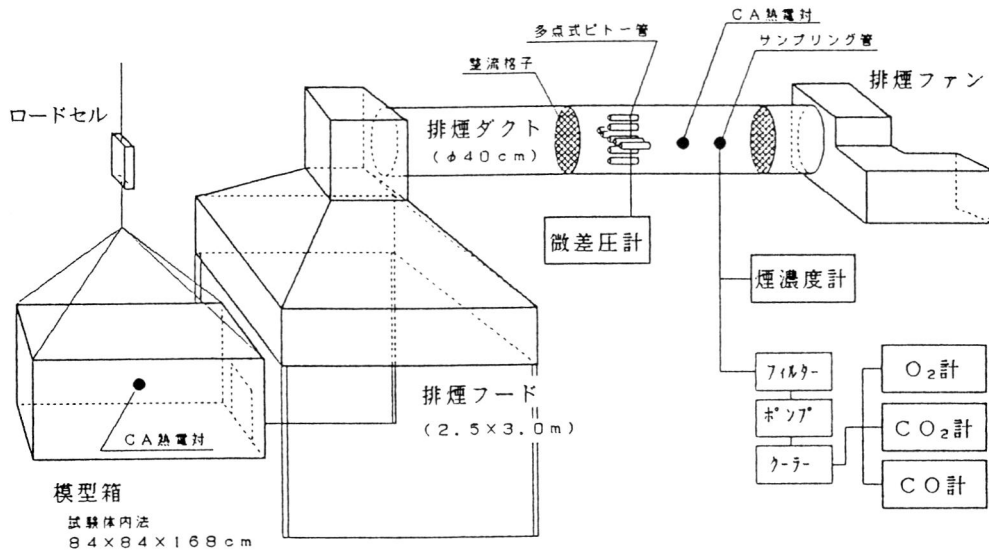 多点式ピトー管
CA熱電対
サンプリング管
整流格子
排煙ファン
ロードセル
排煙ダクト
(φ40cm)
微差圧計
煙濃度計
フィルター
ポンプ
クーラー
O₂計
CO₂計
CO計
排煙フード
(2.5×3.0m)
CA熱電対
模型箱
試験体内法
84×84×168cm